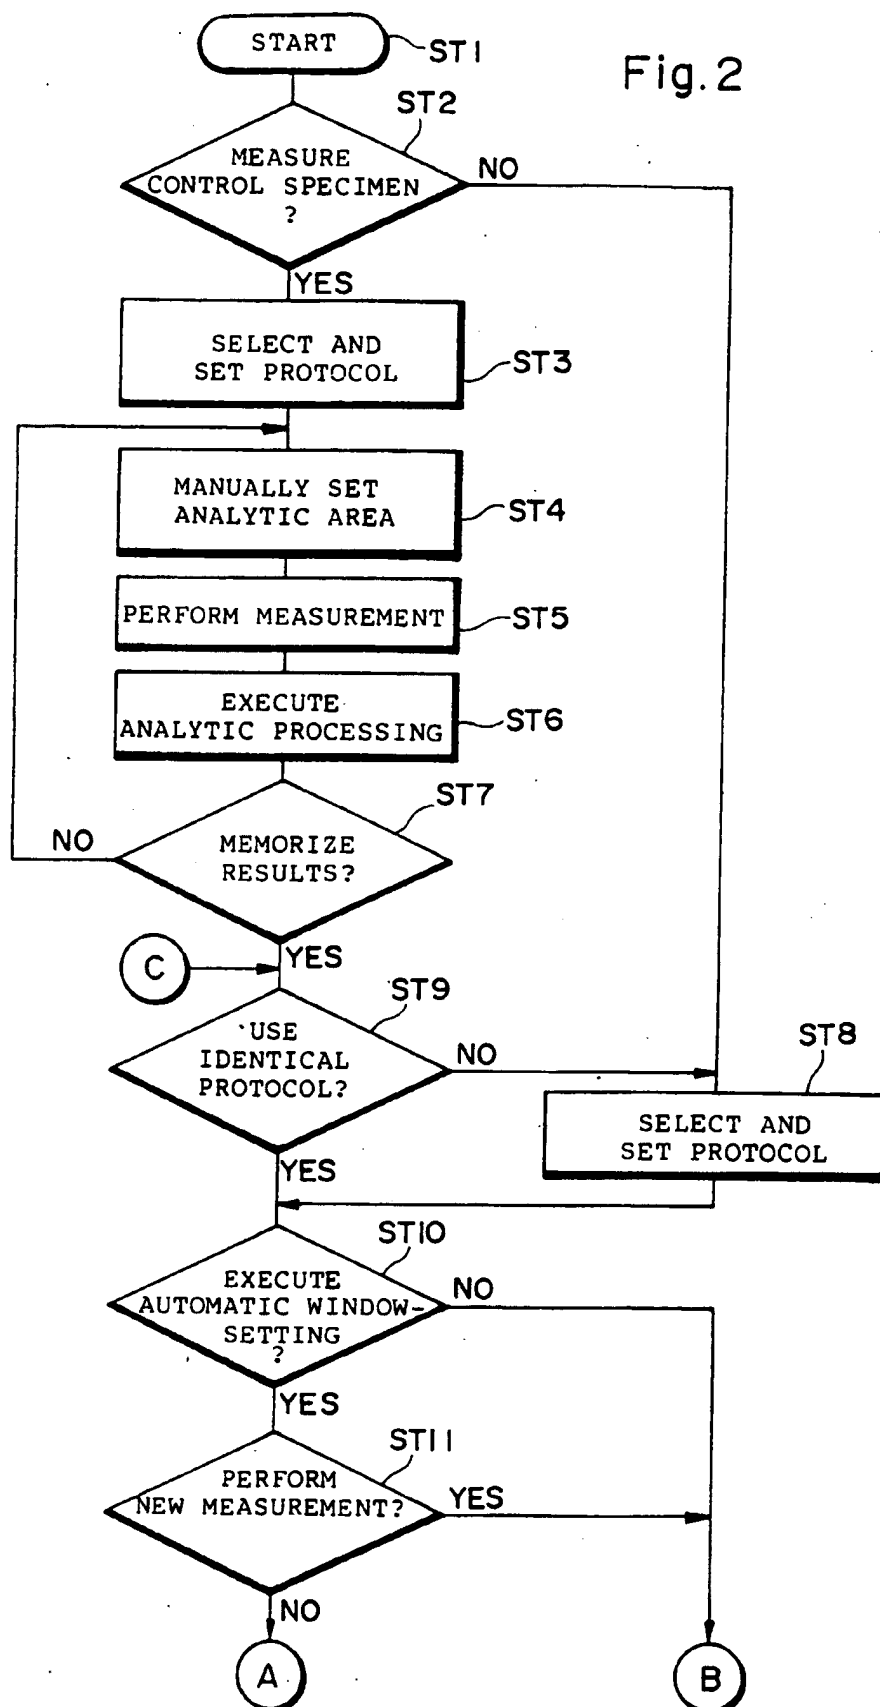 START
ST1
Fig.2
ST2
MEASURE
CONTROL SPECIMEN
?
NO
YES
SELECT AND
SET PROTOCOL
ST3
MANUALLY SET
ANALYTIC AREA
ST4
PERFORM MEASUREMENT
ST5
EXECUTE
ANALYTIC PROCESSING
ST6
ST7
MEMORIZE
RESULTS?
NO
YES
C
ST9
USE
IDENTICAL
PROTOCOL?
NO
ST8
SELECT AND
SET PROTOCOL
YES
ST10
EXECUTE
AUTOMATIC WINDOW-
SETTING
?
NO
YES
ST11
PERFORM
NEW MEASUREMENT?
YES
NO
A
B